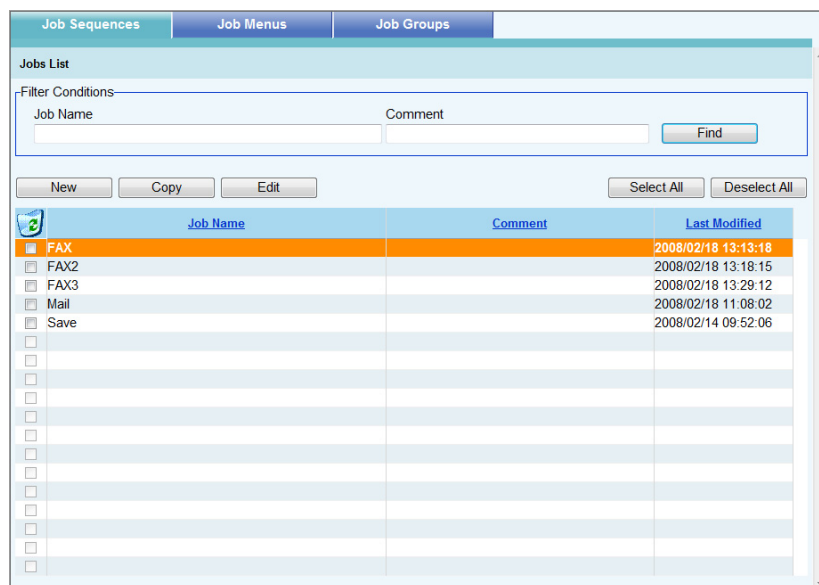 Job Sequences Job Menus Job Groups
Jobs List
Filter Conditions
Job Name Comment
Find
New Copy Edit Select All Deselect All
Job Name Comment Last Modified
FAX 2008/02/18 13:13:18
FAX2 2008/02/18 13:18:15
FAX3 2008/02/18 13:29:12
Mail 2008/02/18 11:08:02
Save 2008/02/14 09:52:06